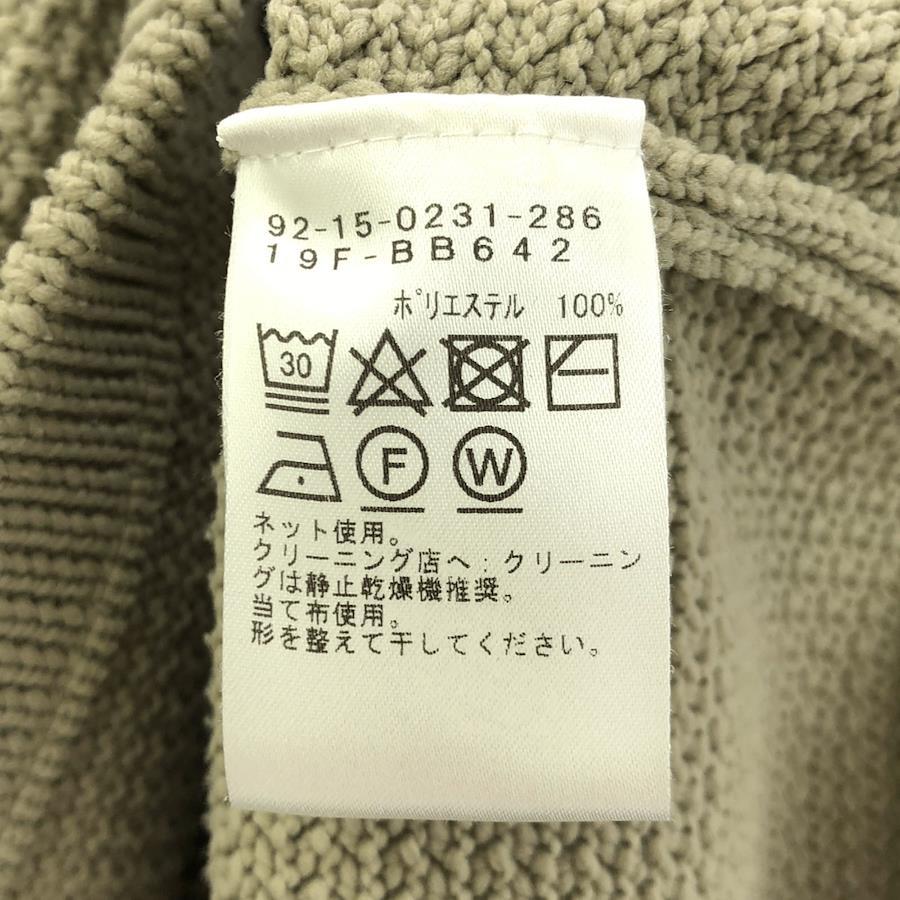 92-15-0231-286
19F-BB642
ポリエステル 100%
30
F W
ネット使用。
クリーニング店へ:クリーニン
グは静止乾燥機推奨。
当て布使用。
形を整えて干してください。